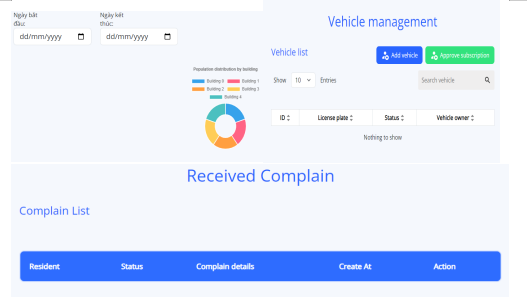 Ngày bắt
đầu:
Ngày kết
thúc:
dd/mm/yyyy
dd/mm/yyyy
Population distribution by building
Building 0
Building 1
Building 2
Building 3
Building 4
Vehicle management
Vehicle list
Add vehicle
Approve subscription
Show 10 Entries
Search vehicle
ID
License plate
Status
Vehicle owner
Nothing to show
Received Complain
Complain List
Resident
Status
Complain details
Create At
Action